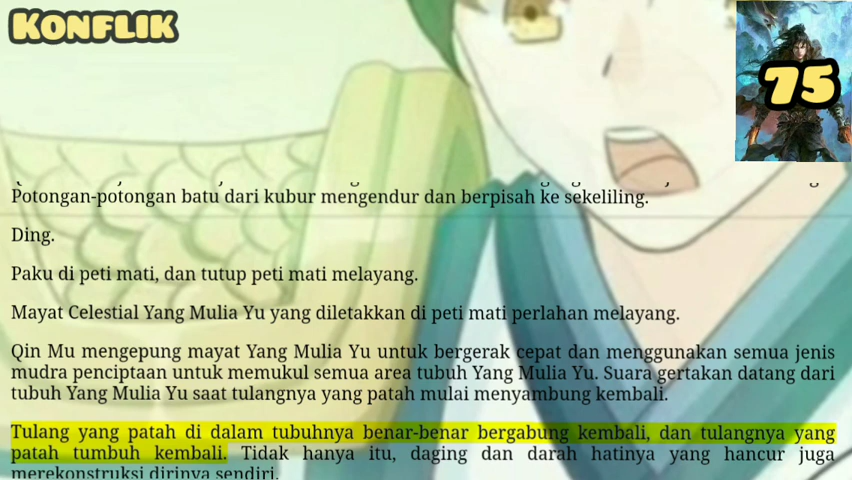 KONFLIK
75
Potongan-potongan batu dari kubur mengendur dan berpisah ke sekeliling.
Ding.
Paku di peti mati, dan tutup peti mati melayang.
Mayat Celestial Yang Mulia Yu yang diletakkan di peti mati perlahan melayang.
Qin Mu mengepung mayat Yang Mulia Yu untuk bergerak cepat dan menggunakan semua jenis
mudra penciptaan untuk memukul semua area tubuh Yang Mulia Yu. Suara gertakan datang dari
tubuh Yang Mulia Yu saat tulangnya yang patah mulai menyambung kembali.
Tulang yang patah di dalam tubuhnya benar-benar bergabung kembali, dan tulangnya yang
patah tumbuh kembali. Tidak hanya itu, daging dan darah hatinya yang hancur juga
merekonstruksi dirinya sendiri.